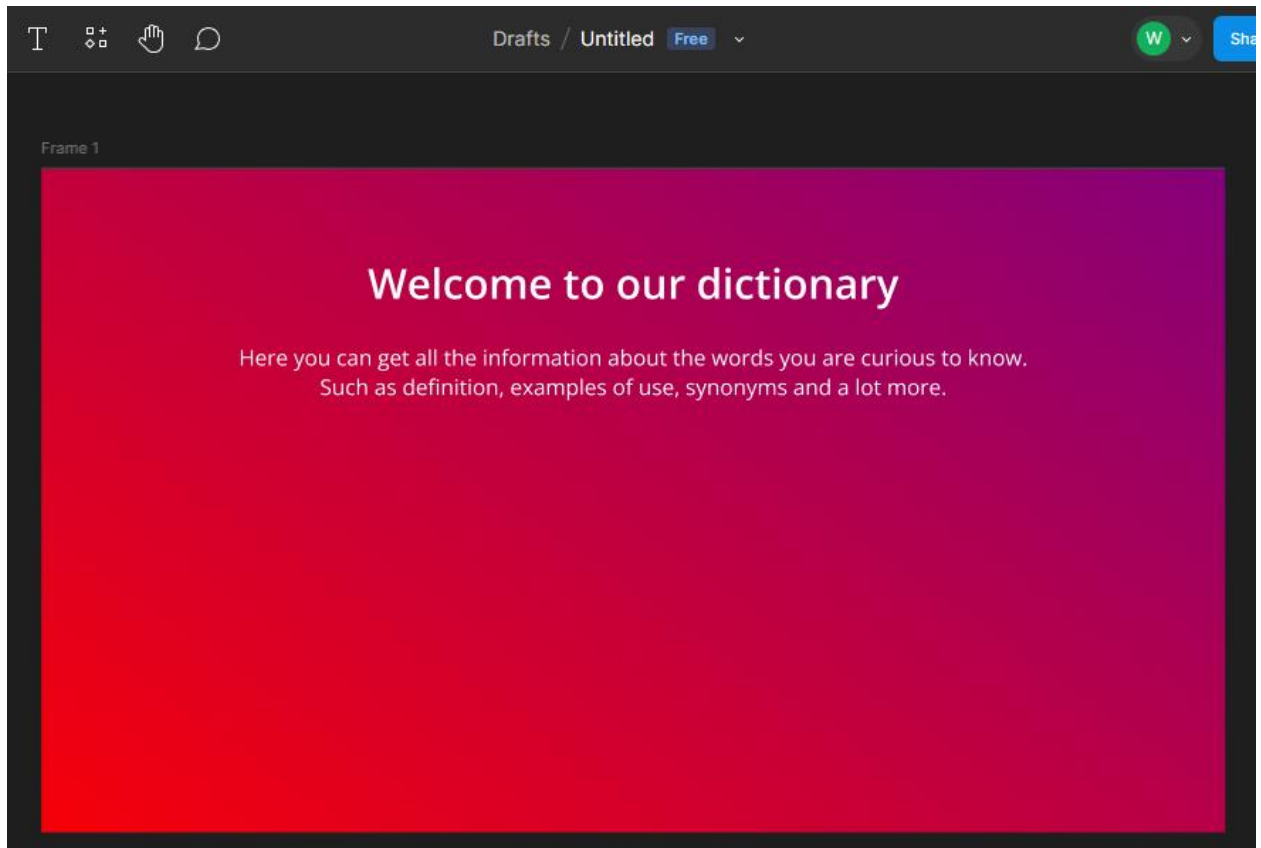 T
Drafts / Untitled Free
W
Sha
Frame 1
Welcome to our dictionary
Here you can get all the information about the words you are curious to know.
Such as definition, examples of use, synonyms and a lot more.